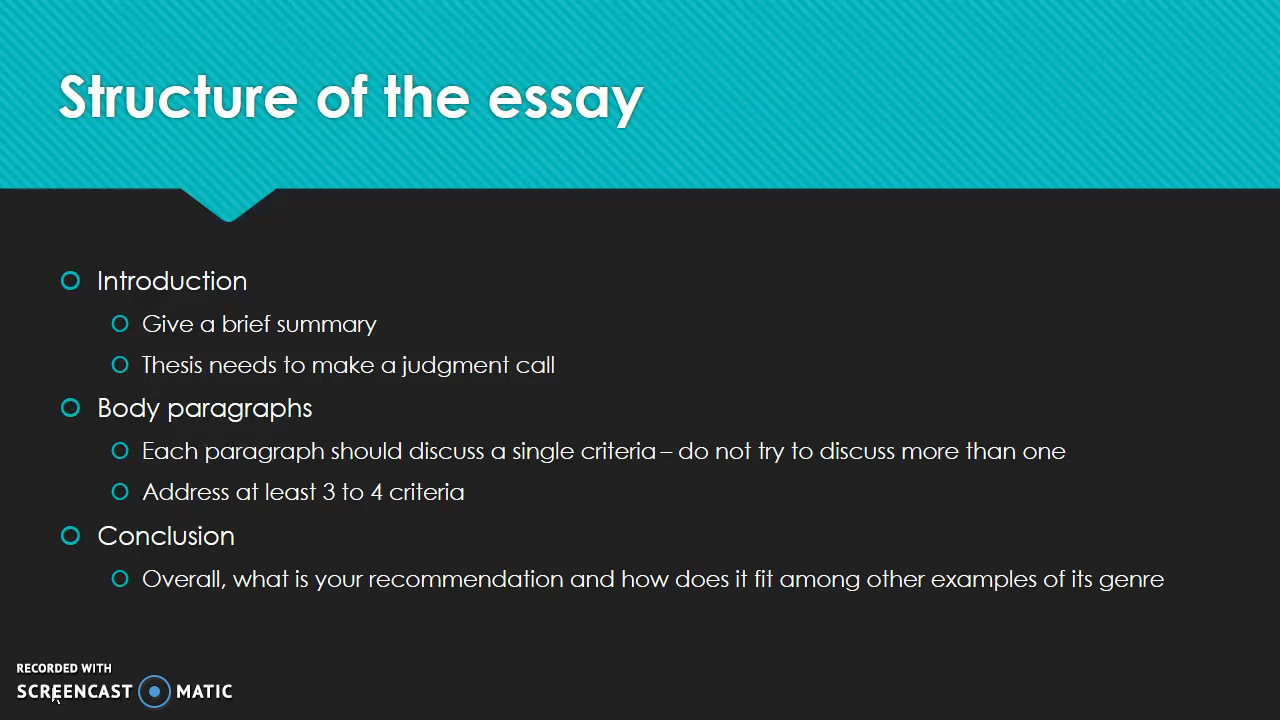 Structure of the essay
Introduction
Give a brief summary
Thesis needs to make a judgment call
Body paragraphs
Each paragraph should discuss a single criteria – do not try to discuss more than one
Address at least 3 to 4 criteria
Conclusion
Overall, what is your recommendation and how does it fit among other examples of its genre
RECORDED WITH
SCREENCAST MATIC